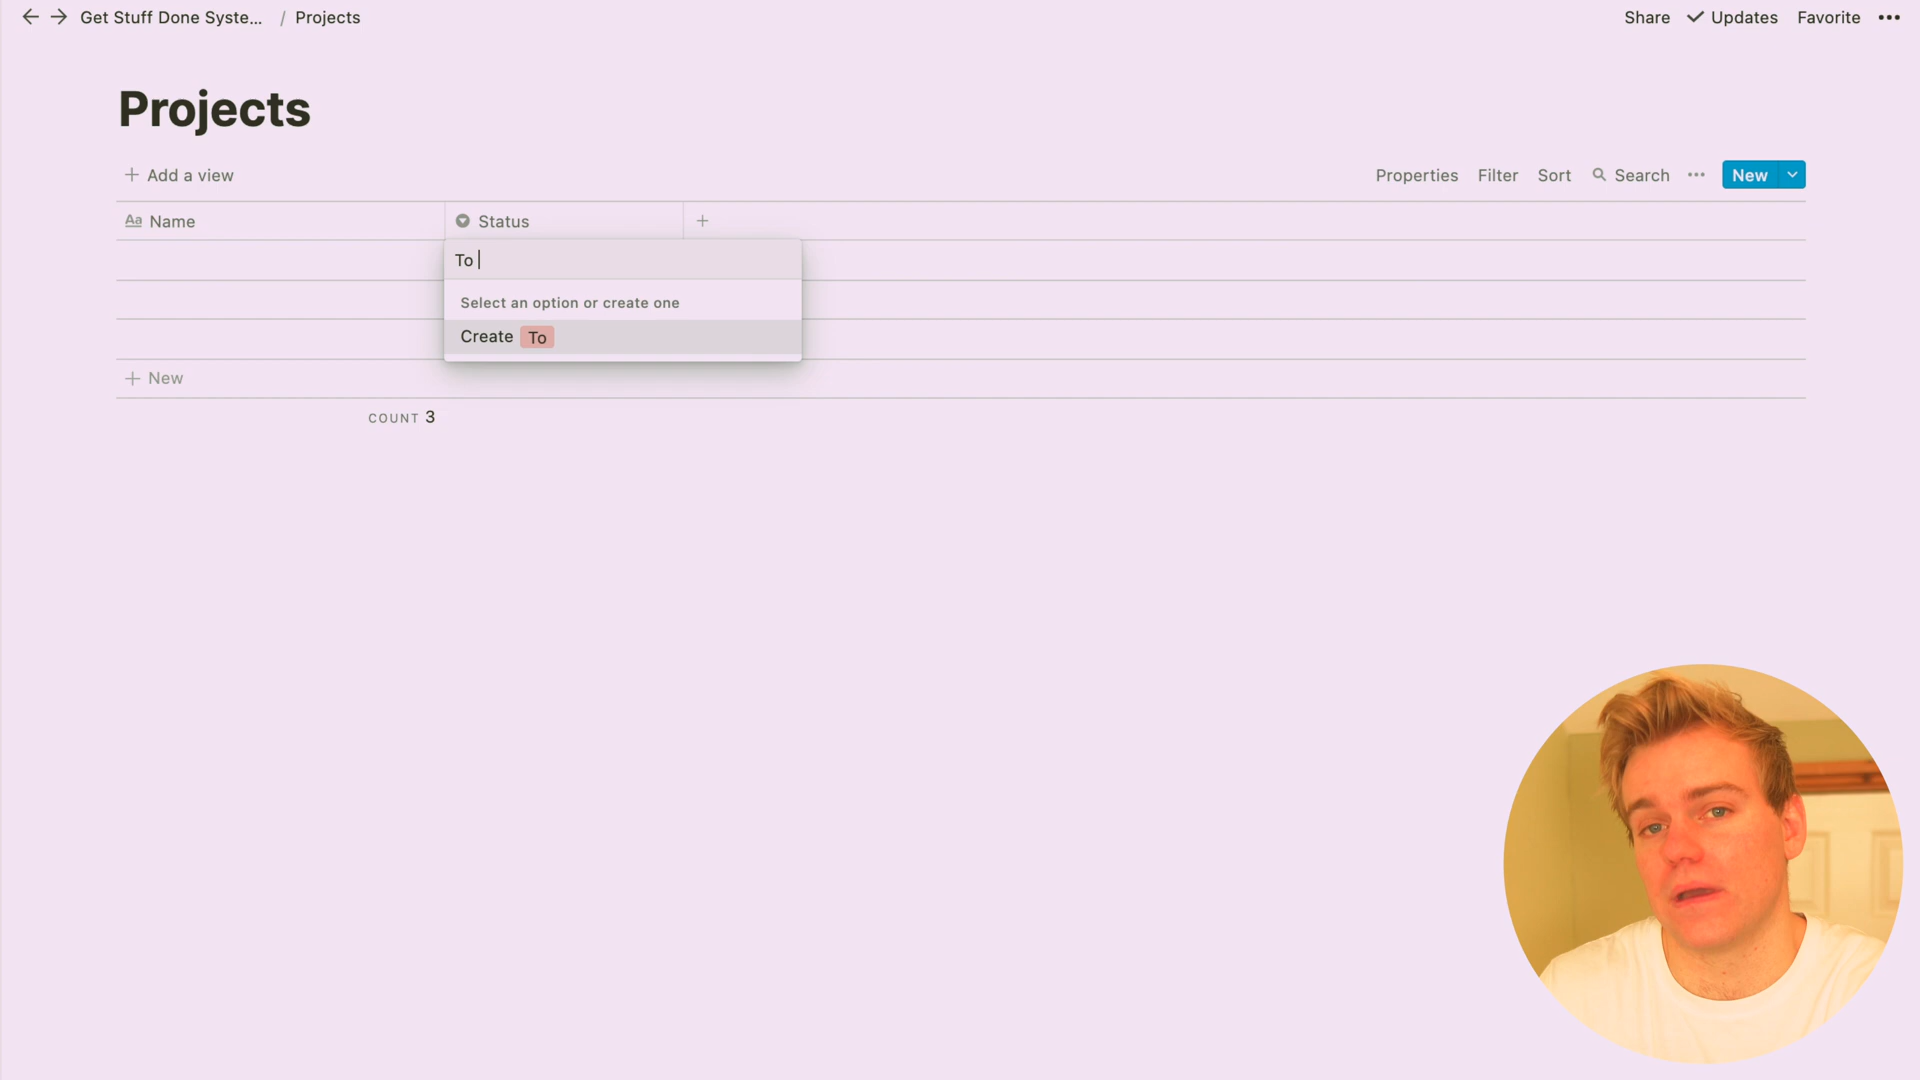 Get Stuff Done Syste... / Projects
Share Updates Favorite
Projects
Add a view
Properties Filter Sort Search New
Aa Name Status
To
Select an option or create one
Create To
New
COUNT 3